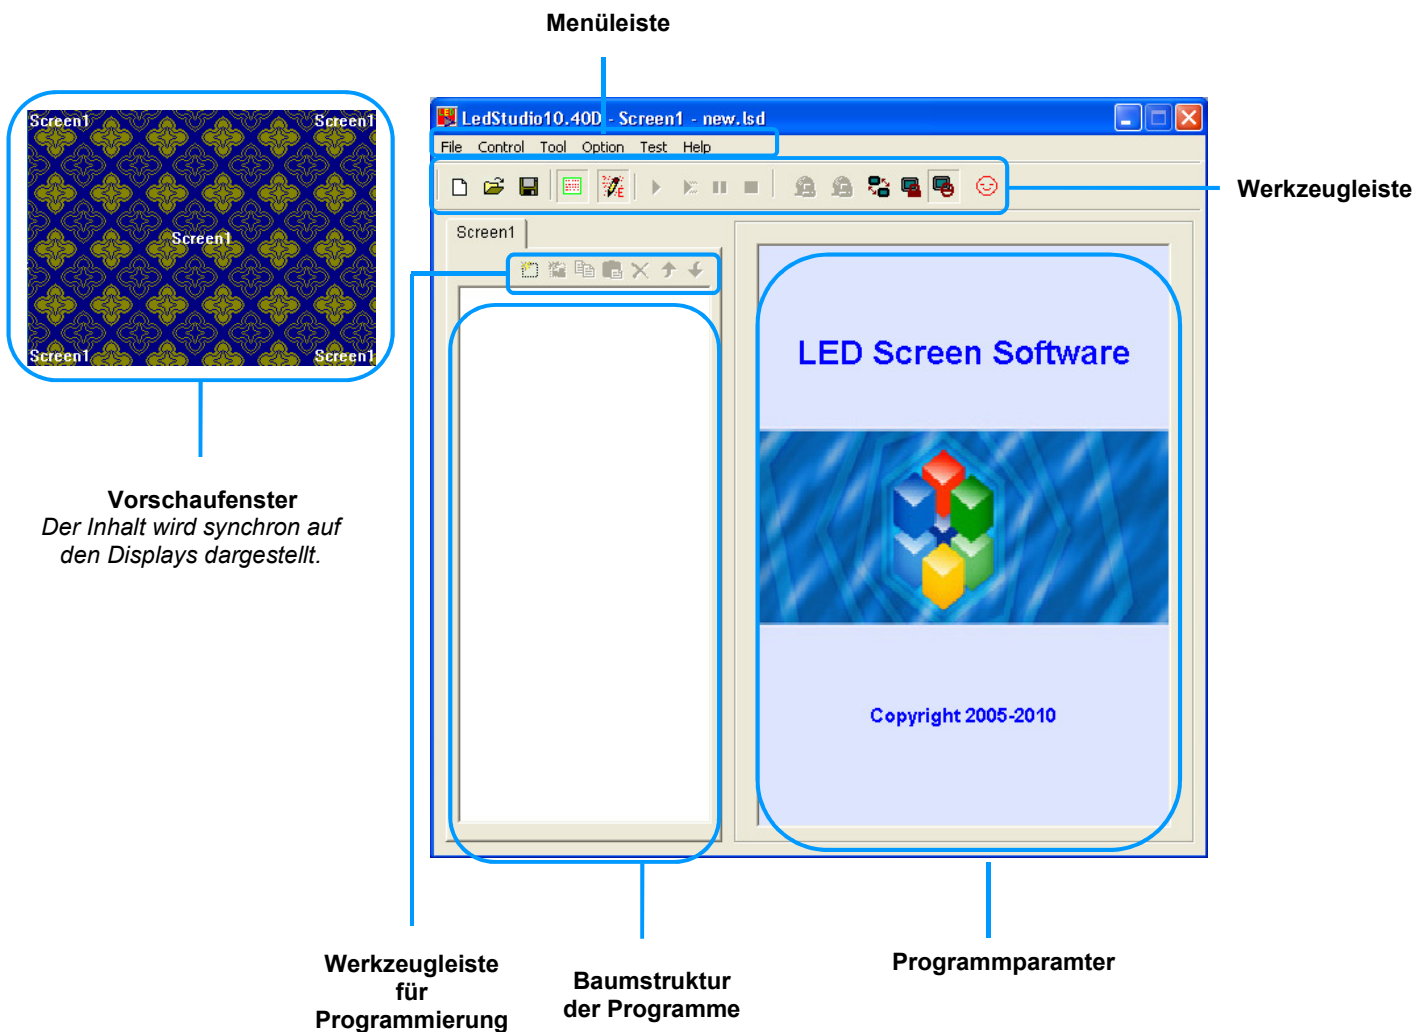 Menüleiste
Screen1 Screen1
Screen1
Screen1 Screen1
LedStudio10.40D - Screen1 - new.lsd
File Control Tool Option Test Help
E
Werkzeugleiste
Screen1
LED Screen Software
Copyright 2005-2010
Vorschaufenster
Der Inhalt wird synchron auf
den Displays dargestellt.
Werkzeugleiste
für
Programmierung
Baumstruktur
der Programme
Programmparamter